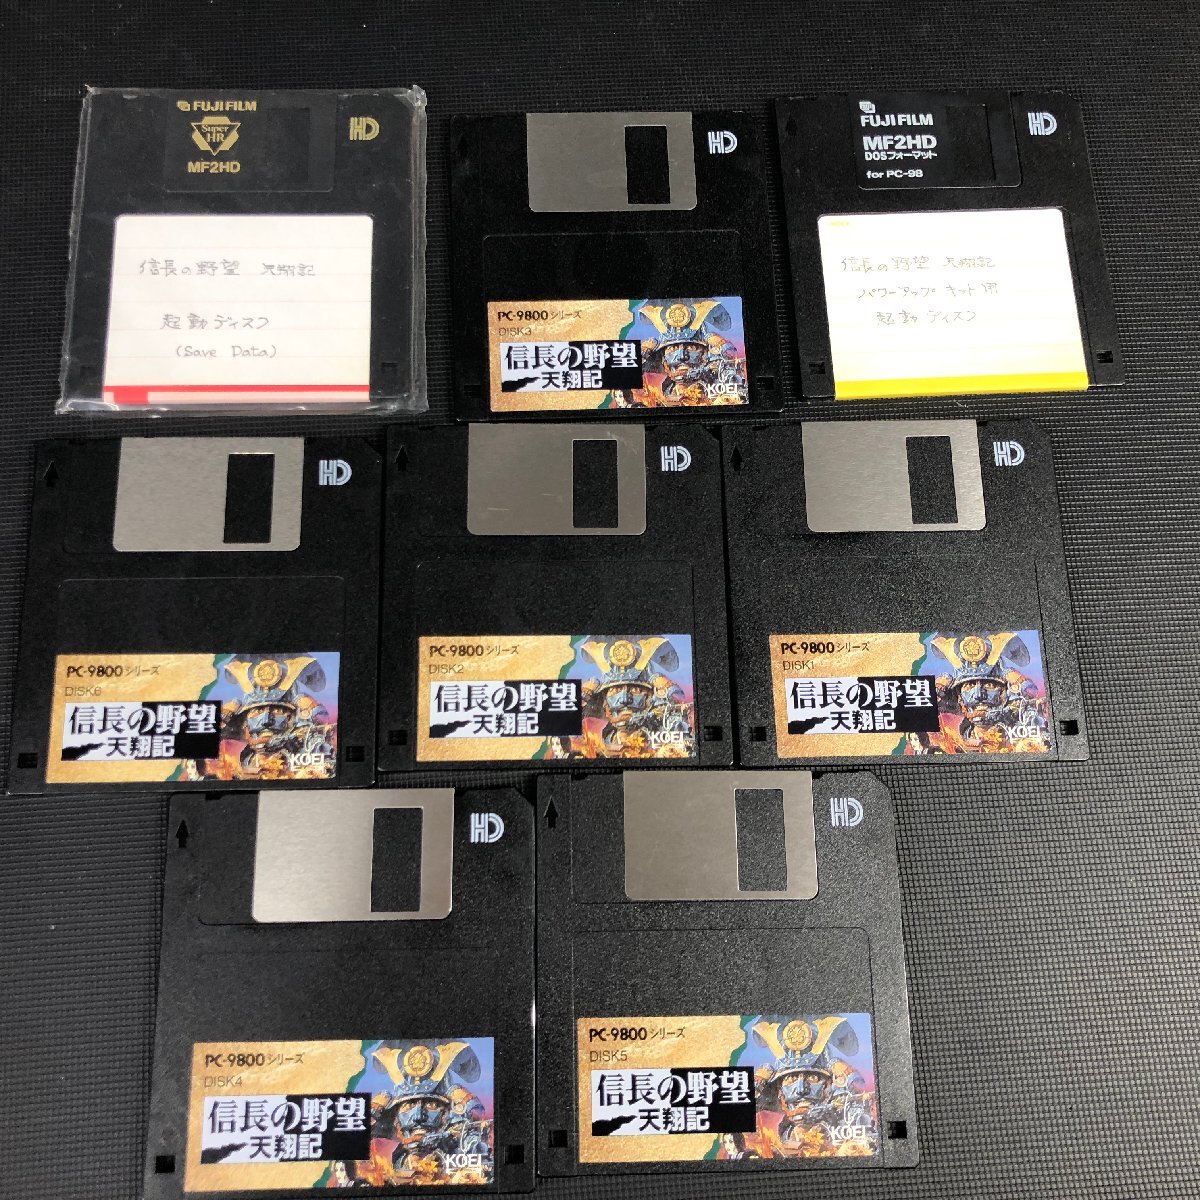 FUJI FILM
Super
HR
MF2HD
HD
信長の野望 天翔記
起動ディスク
(Save Data)
HD
PC-9800シリーズ
DISK3
信長の野望
天翔記
KOEI
FUJI FILM
MF2HD
DOSフォーマット
for PC-98
HD
信長の野望 天翔記
パワーアップ キット用
起動 ディスク
HD
PC-9800シリーズ
DISK6
信長の野望
天翔記
KOEI
HD
PC-9800シリーズ
DISK2
信長の野望
天翔記
KOEI
HD
PC-9800シリーズ
DISK1
信長の野望
天翔記
KOEI
HD
PC-9800シリーズ
DISK4
信長の野望
天翔記
KOEI
HD
PC-9800シリーズ
DISK5
信長の野望
天翔記
KOEI